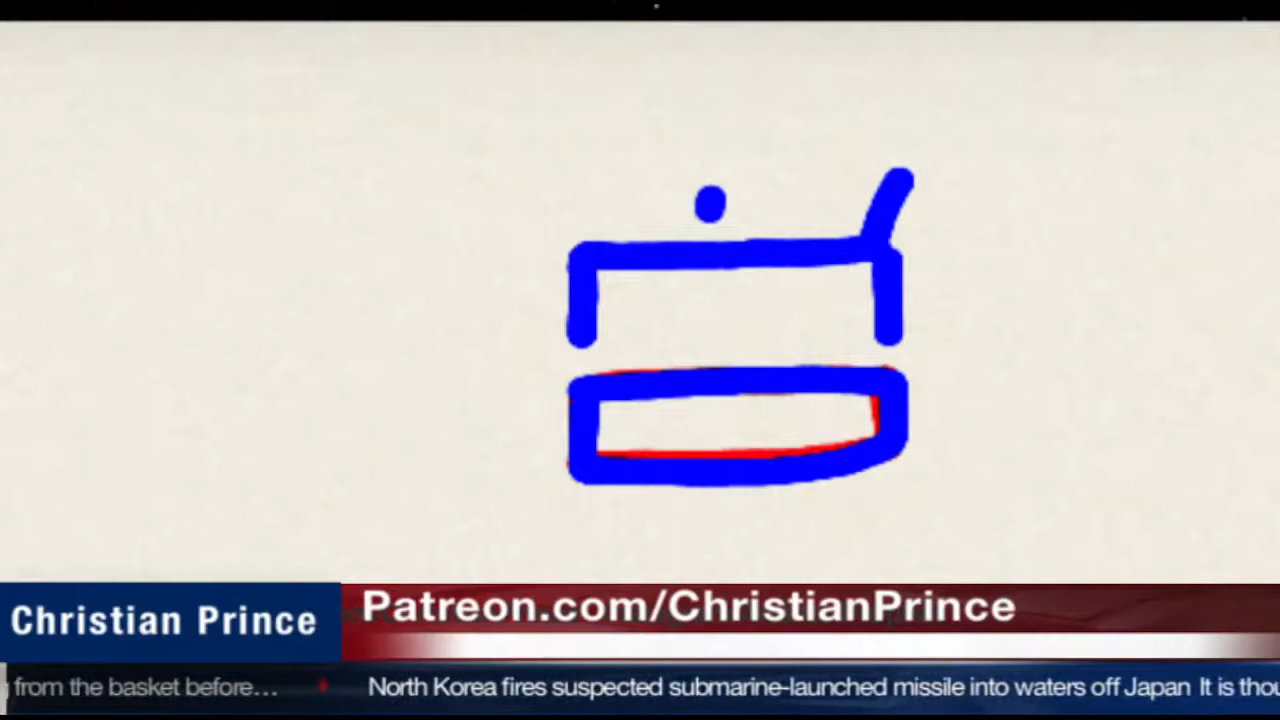 Christian Prince
Patreon.com/ChristianPrince
from the basket before... North Korea fires suspected submarine-launched missile into waters off Japan It is